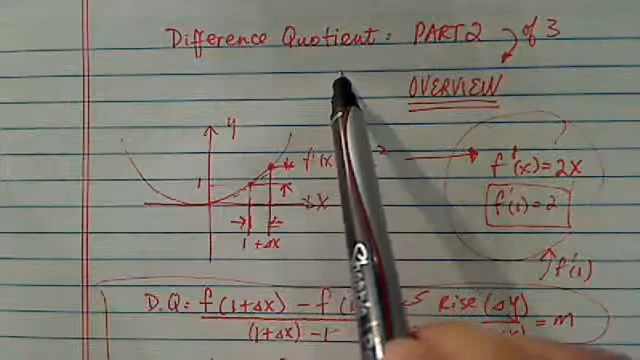 Difference Quotient: PART 2 of 3
OVERVIEW
y
f'(x) = 2x
1
x
f'(1) = 2
1 +Δx
f'(1)
D.Q = f(1+Δx) - f( Rise (Δy) = m
(1+Δx) - 1